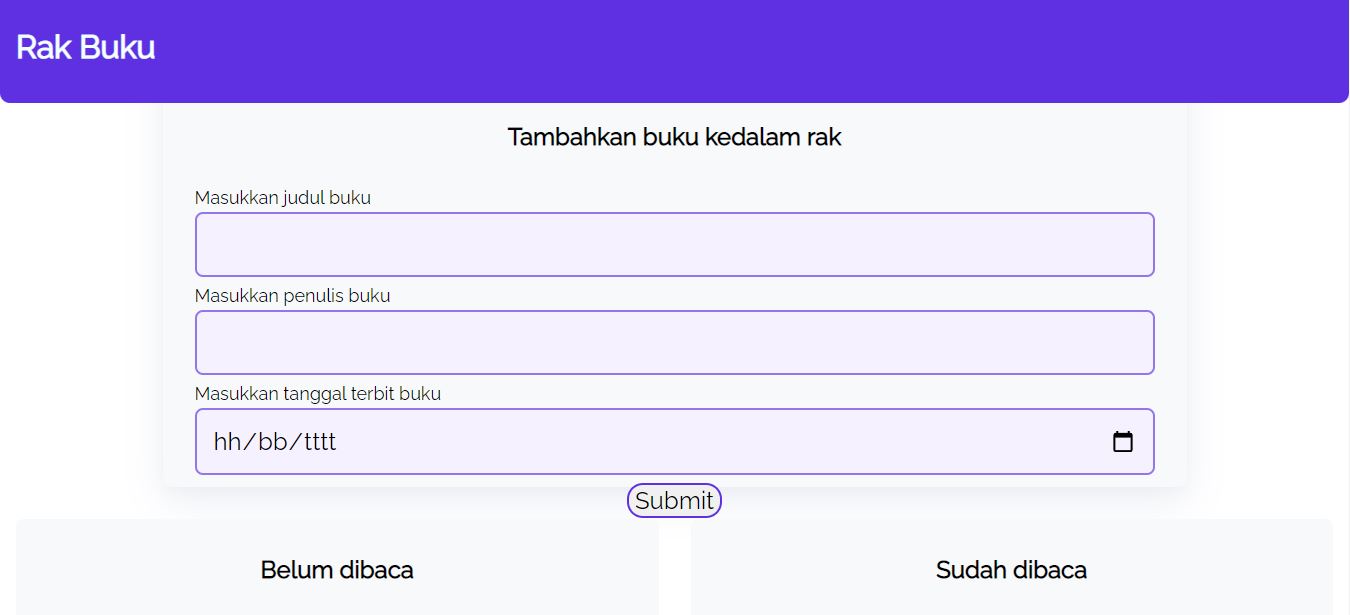 Rak Buku
Tambahkan buku kedalam rak
Masukkan judul buku
Masukkan penulis buku
Masukkan tanggal terbit buku
hh/bb/tttt
Submit
Belum dibaca
Sudah dibaca